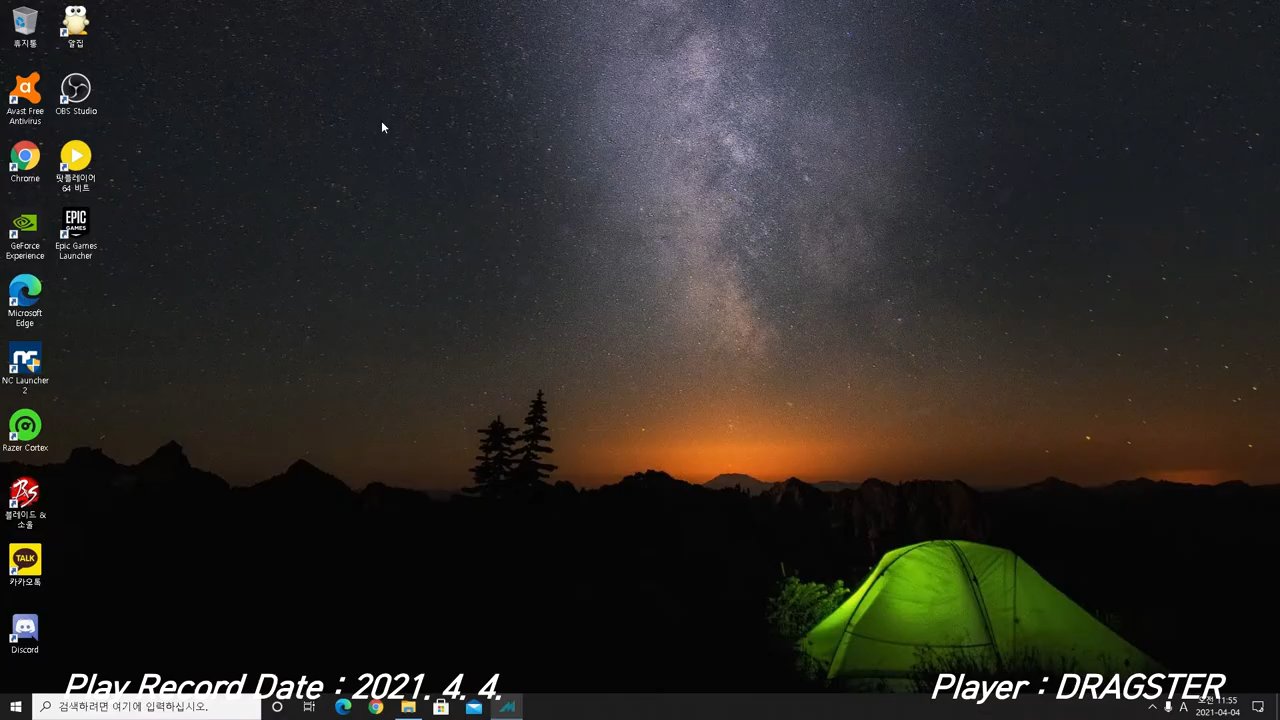 휴지통
알집
Avast Free
Antivirus
OBS Studio
Chrome
팟플레이어
64 비트
GeForce
Experience
EPIC
GAMES
Epic Games
Launcher
Microsoft
Edge
NC Launcher
2
Razer Cortex
블레이드 &
소울
TALK
카카오톡
Discord
Play Record Date : 2021. 4. 4.
Player : DRAGSTER
검색하려면 여기에 입력하십시오.
A
오전 11:55
2021-04-04